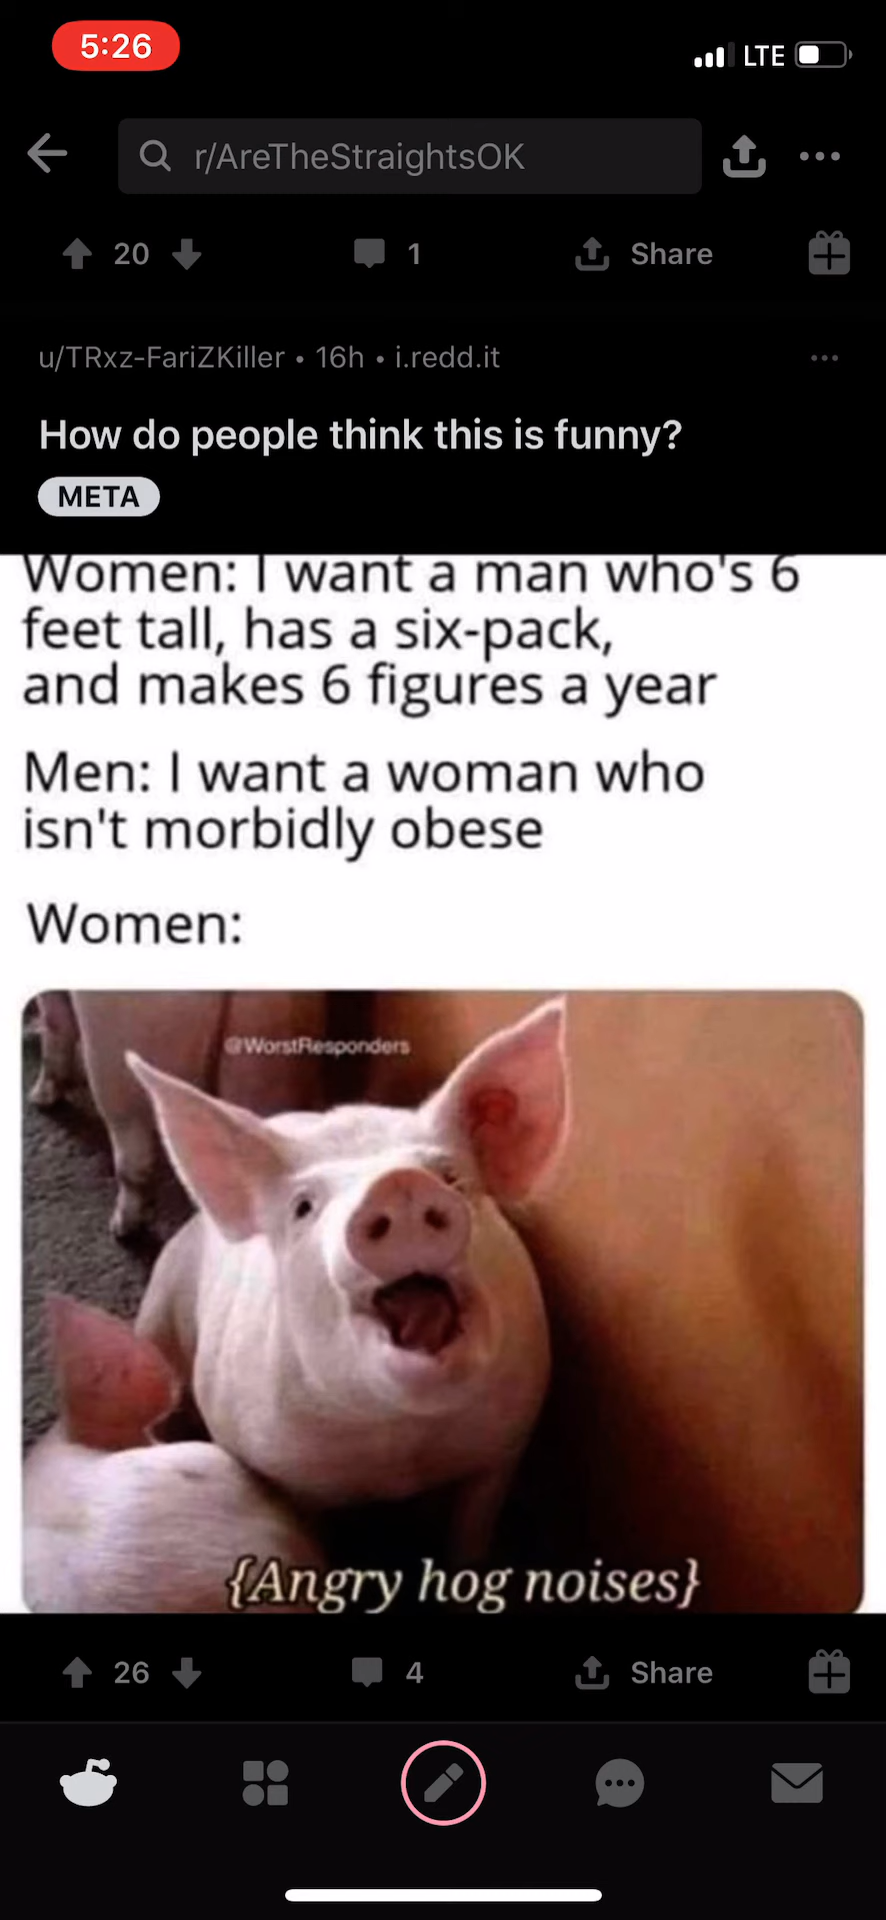 5:26
LTE
r/AreTheStraightsOK
20
1
Share
u/TRxz-FariZKiller • 16h • i.redd.it
How do people think this is funny?
META
Women: I want a man who's 6
feet tall, has a six-pack,
and makes 6 figures a year
Men: I want a woman who
isn't morbidly obese
Women:
@WorstResponders
{Angry hog noises}
26
4
Share